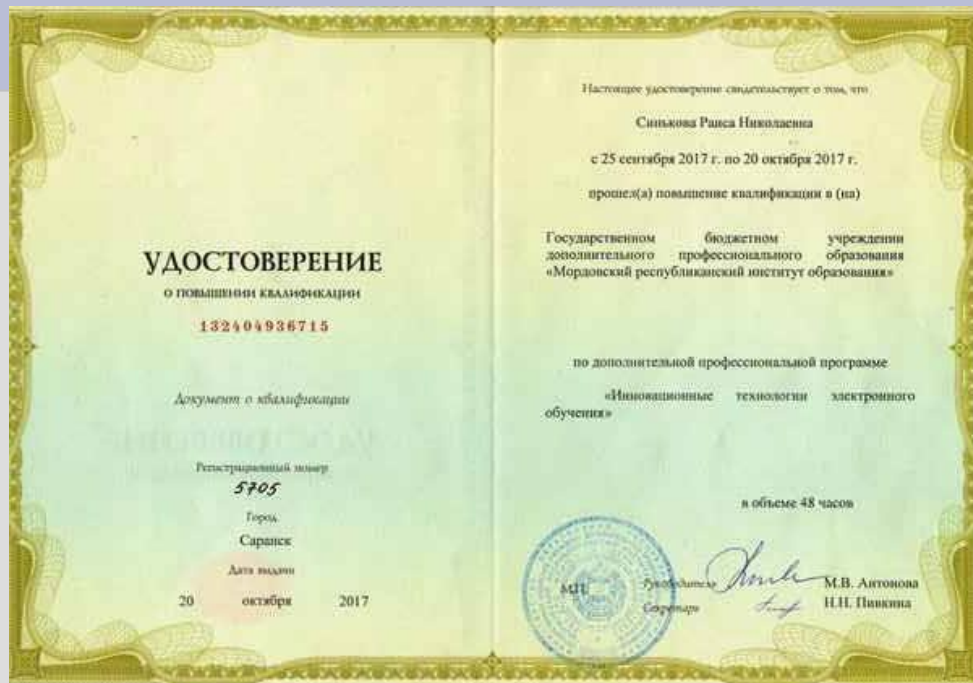 УДОСТОВЕРЕНИЕ
О ПОВЫШЕНИИ КВАЛИФИКАЦИИ
132404936715
Документ о квалификации
Регистрационный номер
5705
Город
Саранск
Дата выдачи
20 октября 2017
Настоящее удостоверение свидетельствует о том, что
Синькова Раиса Николаевна
с 25 сентября 2017 г. по 20 октября 2017 г.
прошел(а) повышение квалификации в (на)
Государственном бюджетном учреждении
дополнительного профессионального образования
«Мордовский республиканский институт образования»
по дополнительной профессиональной программе
«Инновационные технологии электронного
обучения»
в объеме 48 часов
М.П.
Руководитель М.В. Антонова
Секретарь Н.Н. Пивкина